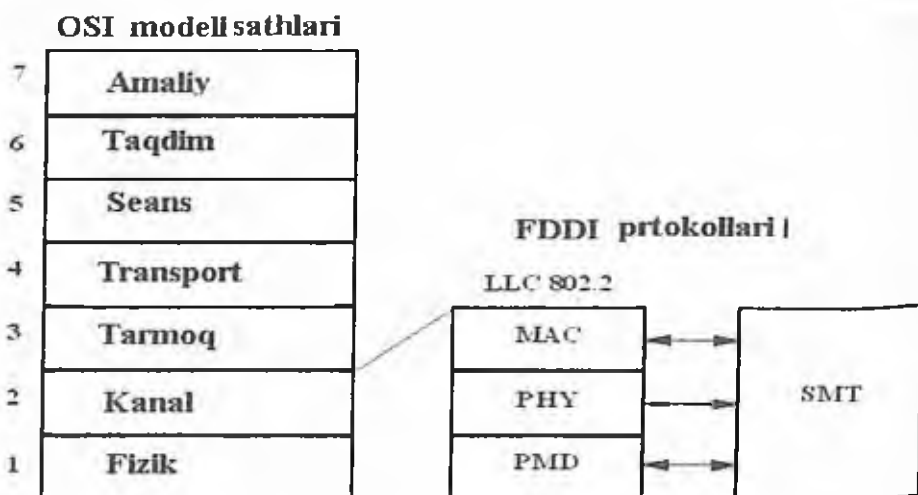 OSI modeli sathlari
7 Amaliy
6 Taqdim
5 Seans
4 Transport
3 Tarmoq
2 Kanal
1 Fizik
FDDI prtokollari
LLC 802.2
MAC
PHY
PMD
SMT